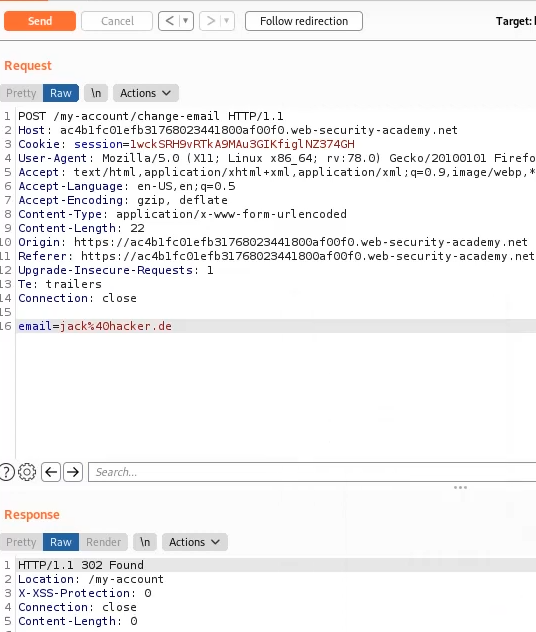 Send Cancel < > Follow redirection Target:
Request
Pretty Raw \n Actions
1 POST /my-account/change-email HTTP/1.1
2 Host: ac4b1fc01efb31768023441800af00f0.web-security-academy.net
3 Cookie: session=1wckSRH9vRTkA9MAu3GIKfiglNZ374GH
4 User-Agent: Mozilla/5.0 (X11; Linux x86_64; rv:78.0) Gecko/20100101 Firefo
5 Accept: text/html,application/xhtml+xml,application/xml;q=0.9,image/webp,*
6 Accept-Language: en-US,en;q=0.5
7 Accept-Encoding: gzip, deflate
8 Content-Type: application/x-www-form-urlencoded
9 Content-Length: 22
10 Origin: https://ac4b1fc01efb31768023441800af00f0.web-security-academy.net
11 Referer: https://ac4b1fc01efb31768023441800af00f0.web-security-academy.net
12 Upgrade-Insecure-Requests: 1
13 Te: trailers
14 Connection: close
15
16 email=jack%40hacker.de
Search...
Response
Pretty Raw Render \n Actions
1 HTTP/1.1 302 Found
2 Location: /my-account
3 X-XSS-Protection: 0
4 Connection: close
5 Content-Length: 0